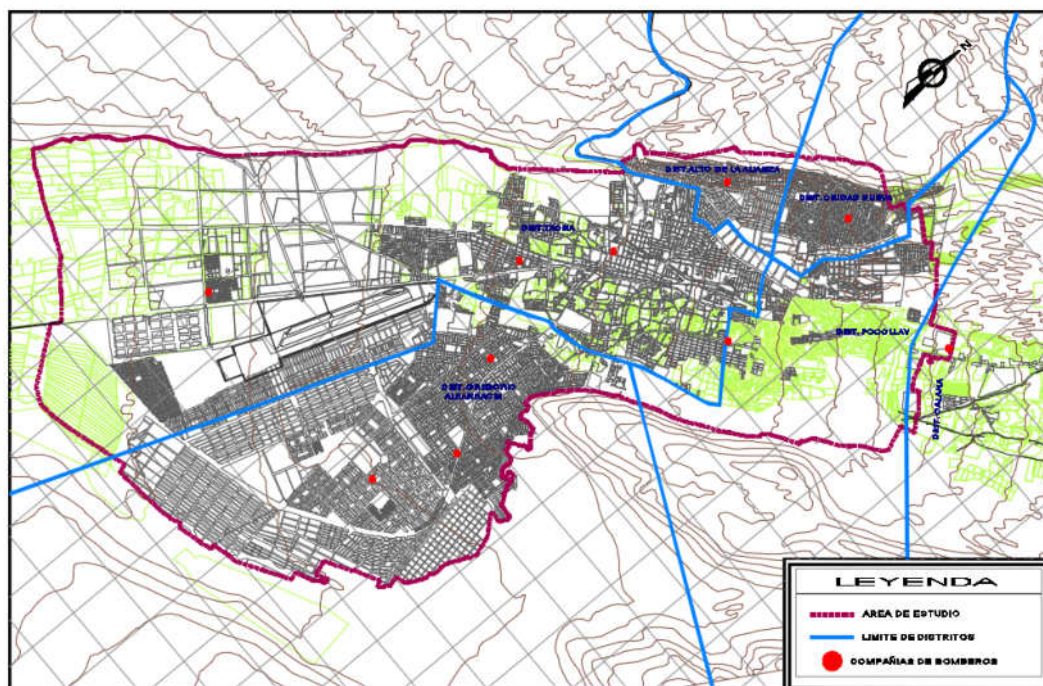 N
DIST. ALTO DE LA ALIANZA
DIST. CIUDAD NUEVA
DIST. TACNA
DIST. POCOLLAY
DIST. GREGORIO
ALBARRACIN
DIST. CALANA
LEYENDA
AREA DE ESTUDIO
LIMITE DE DISTRITOS
COMPAÑIAS DE BOMBEROS